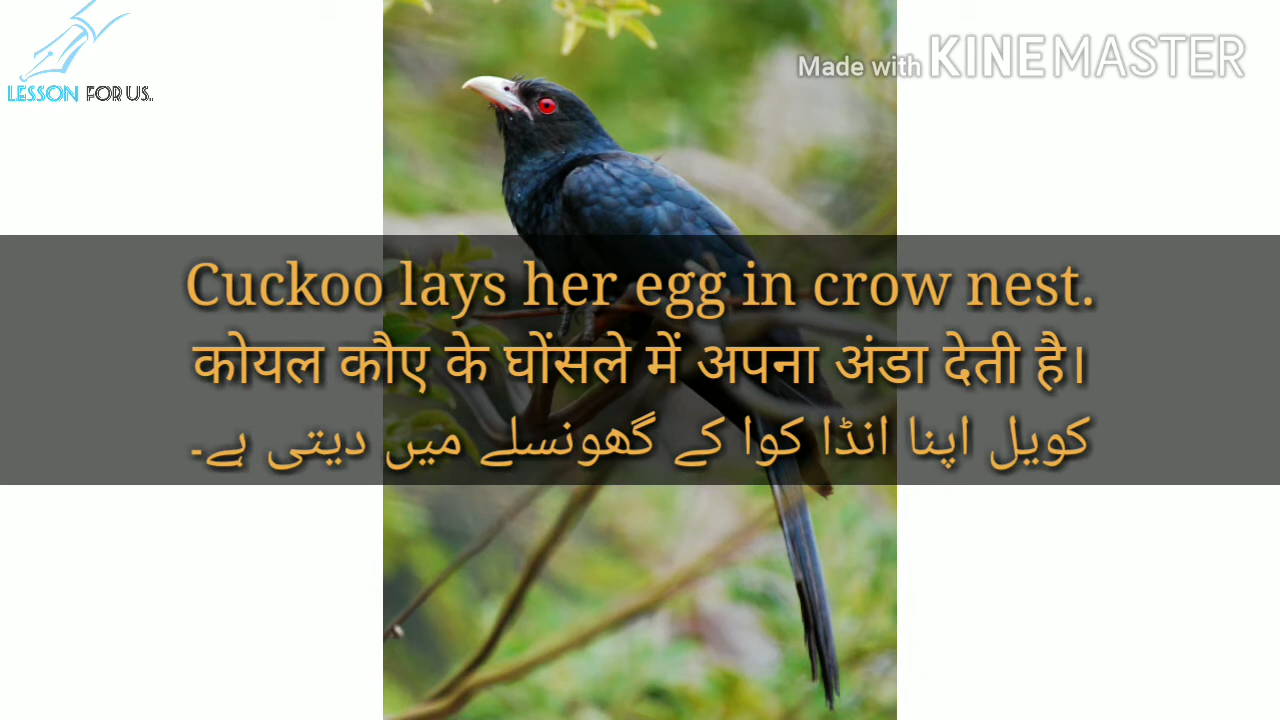 LESSON FOR US.
Made with KINEMASTER
Cuckoo lays her egg in crow nest.
कोयल कौए के घोंसले में अपना अंडा देती है।
کویل اپنا انڈا کوا کے گھونسلے میں دیتی ہے۔